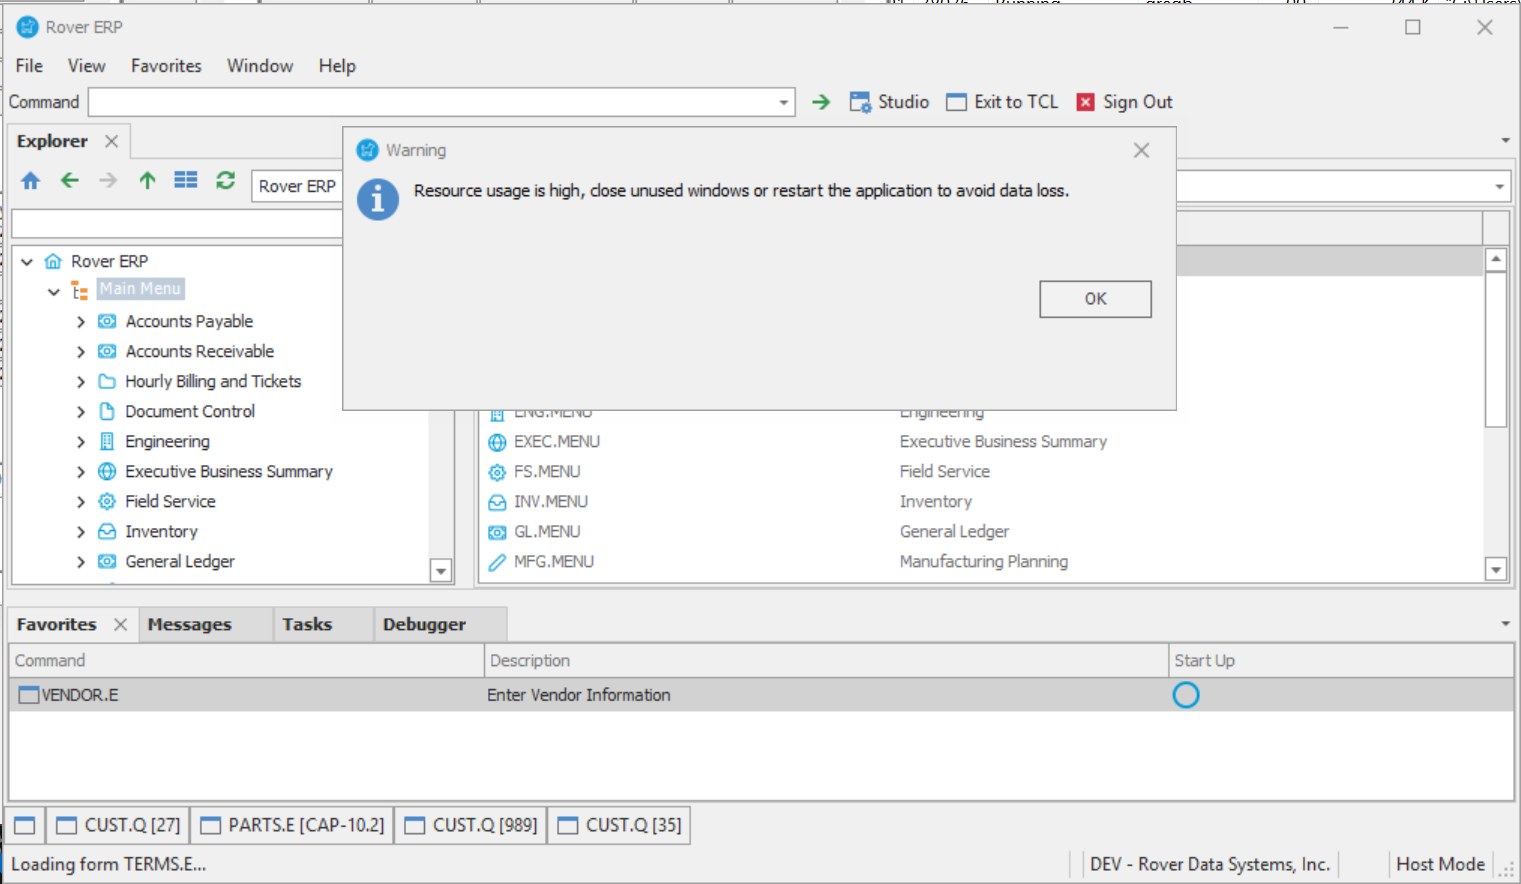 Rover ERP
File View Favorites Window Help
Command Studio Exit to TCL Sign Out
Explorer
Rover ERP
Warning
Resource usage is high, close unused windows or restart the application to avoid data loss.
OK
Rover ERP
Main Menu
Accounts Payable
Accounts Receivable
Hourly Billing and Tickets
Document Control
Engineering
Executive Business Summary
Field Service
Inventory
General Ledger
ENG.MENU Engineering
EXEC.MENU Executive Business Summary
FS.MENU Field Service
INV.MENU Inventory
GL.MENU General Ledger
MFG.MENU Manufacturing Planning
Favorites Messages Tasks Debugger
Command Description Start Up
VENDOR.E Enter Vendor Information
CUST.Q [27] PARTS.E [CAP-10.2] CUST.Q [989] CUST.Q [35]
Loading form TERMS.E... DEV - Rover Data Systems, Inc. Host Mode